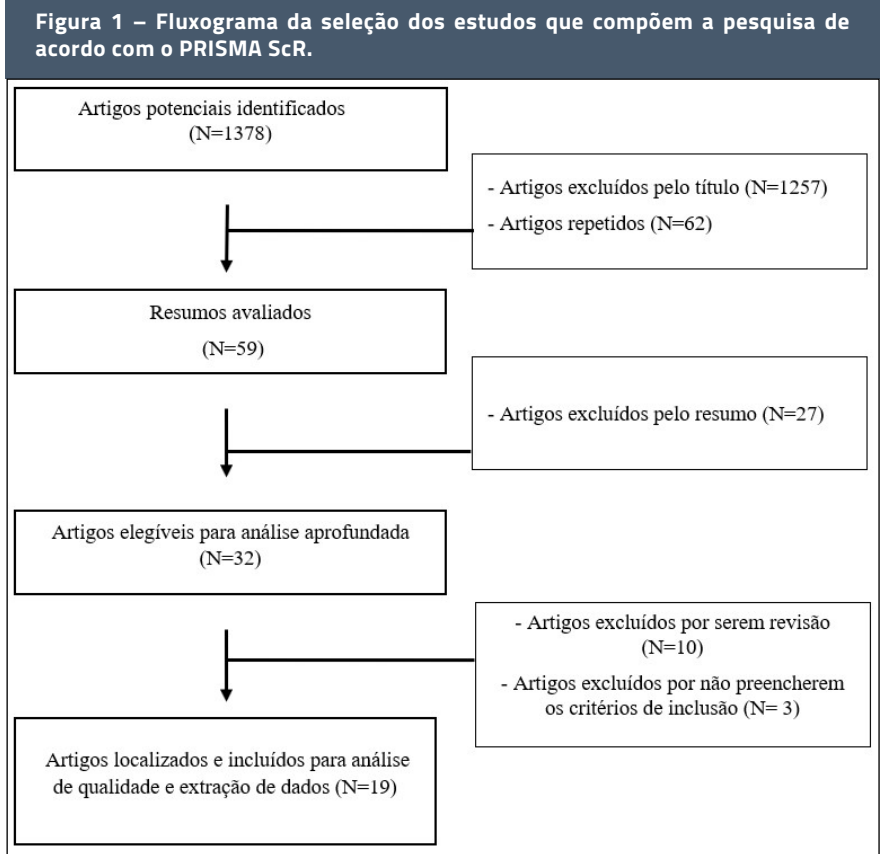 Figura 1 – Fluxograma da seleção dos estudos que compõem a pesquisa de
acordo com o PRISMA ScR.
Artigos potenciais identificados
(N=1378)
- Artigos excluídos pelo título (N=1257)
- Artigos repetidos (N=62)
Resumos avaliados
(N=59)
- Artigos excluídos pelo resumo (N=27)
Artigos elegíveis para análise aprofundada
(N=32)
- Artigos excluídos por serem revisão
(N=10)
- Artigos excluídos por não preencherem
os critérios de inclusão (N= 3)
Artigos localizados e incluídos para análise
de qualidade e extração de dados (N=19)